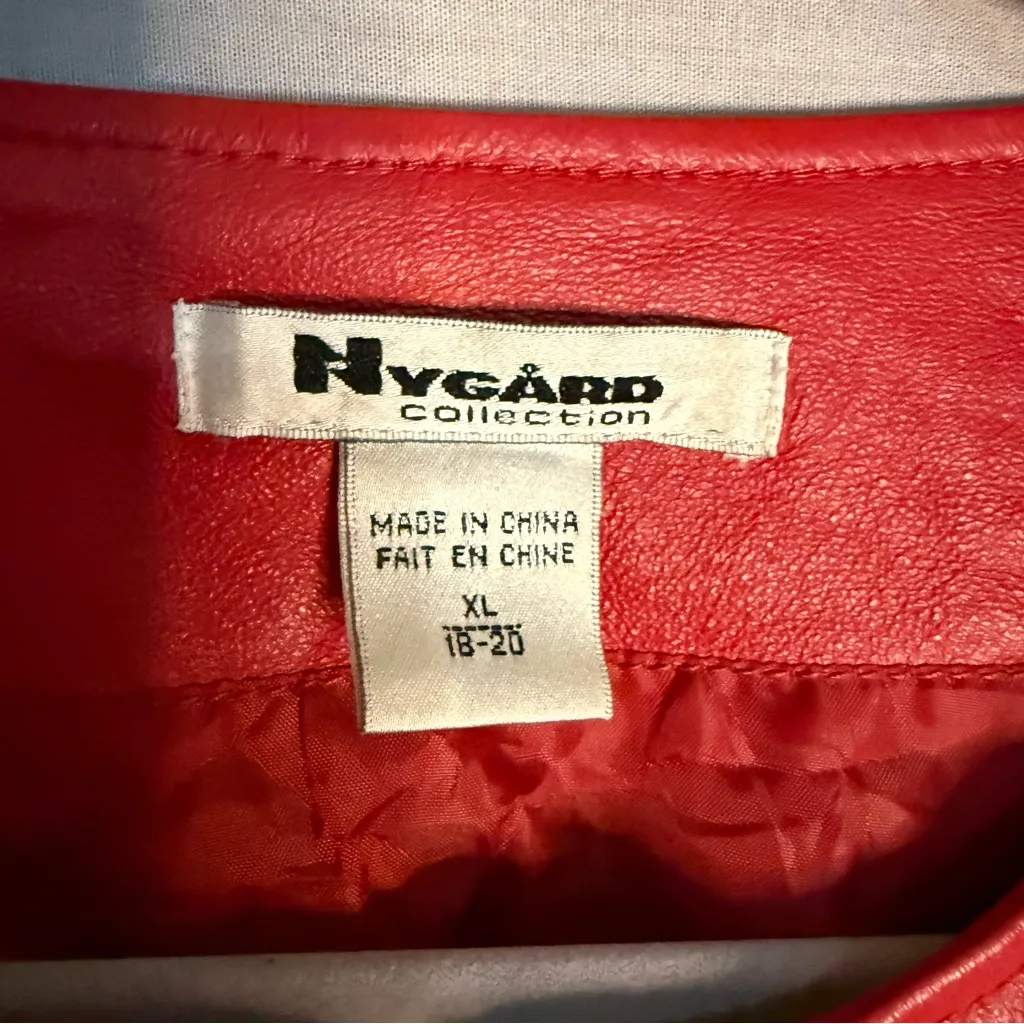 NYGÅRD
collection
MADE IN CHINA
FAIT EN CHINE
XL
18-20